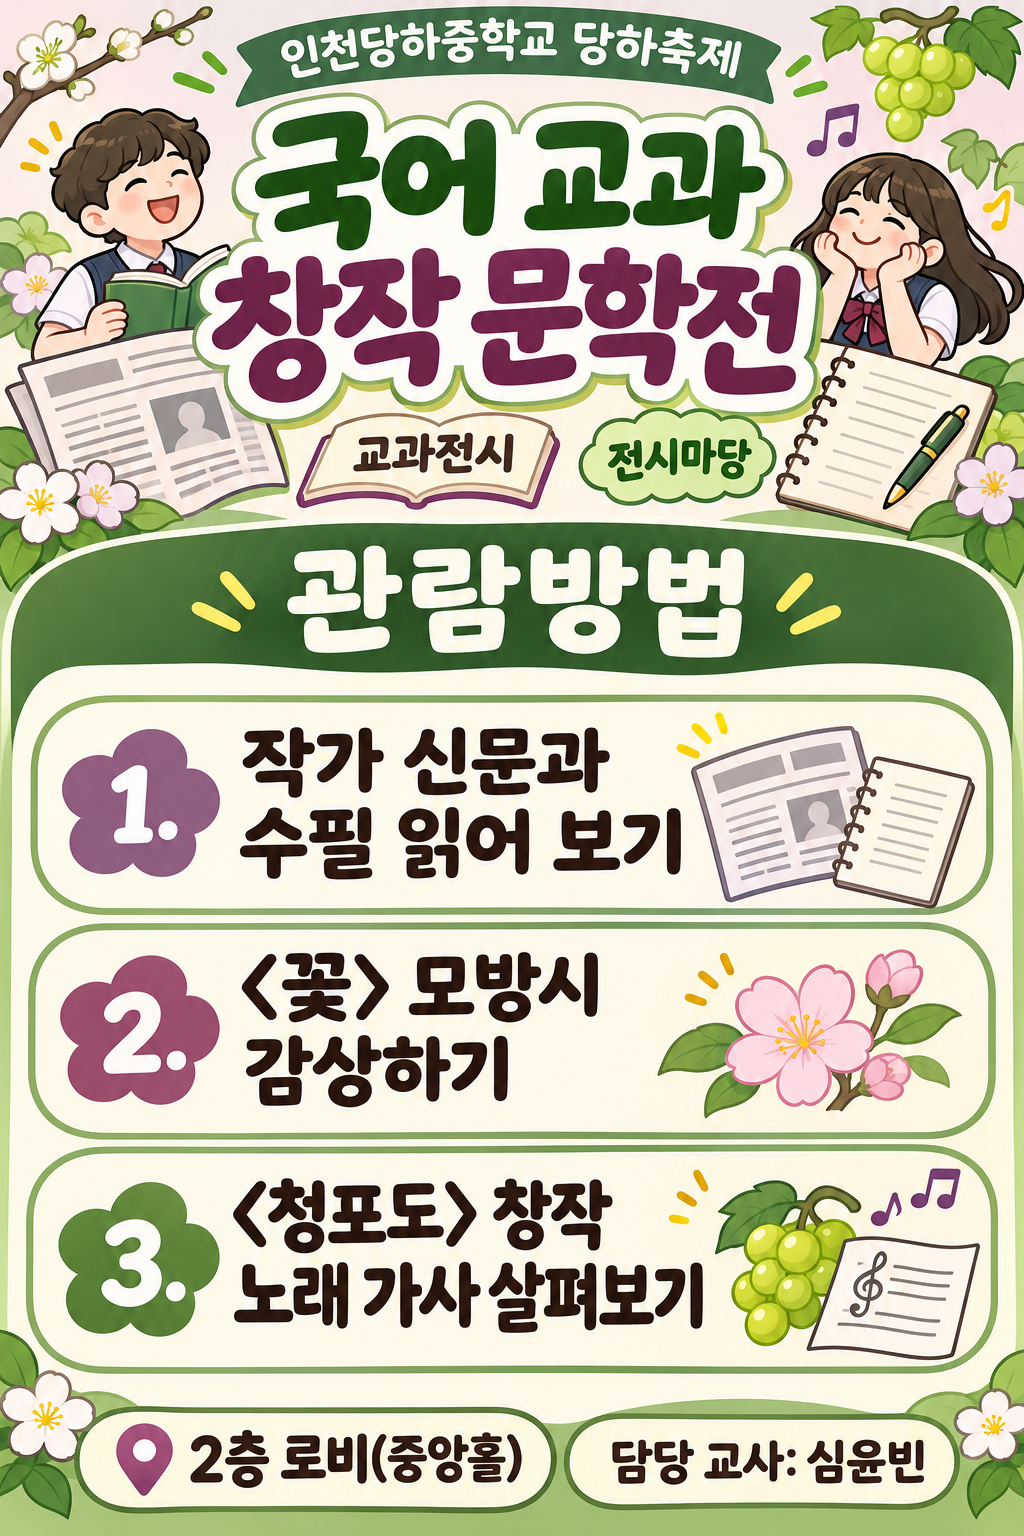 인천당하중학교 당하축제
국어 교과
창작 문학전
교과전시
전시마당
관람방법
1.
작가 신문과
수필 읽어 보기
2.
<꽃> 모방시
감상하기
3.
<청포도> 창작
노래 가사 살펴보기
2층 로비(중앙홀)
담당 교사: 심윤빈